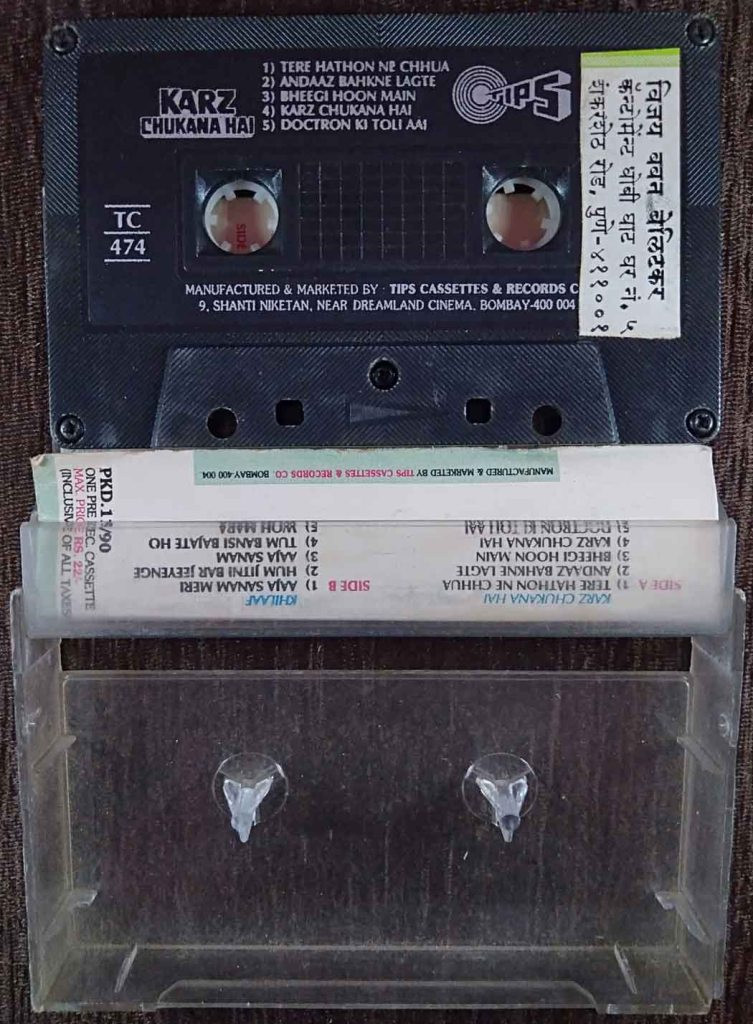 1) TERE HATHON NE CHHUA
2) ANDAAZ BAHKNE LAGTE
3) BHEEGI HOON MAIN
4) KARZ CHUKANA HAI
5) DOCTRON KI TOLI AAI
KARZ
CHUKANA HAI
TIPS
TC
474
SIDE
MANUFACTURED & MARKETED BY : TIPS CASSETTES & RECORDS C
9, SHANTI NIKETAN, NEAR DREAMLAND CINEMA, BOMBAY-400 004
विजय बबन बेल्टिकर
कॅन्टोमेन्ट धोबी घाट घर नं. ५
शंकरशेट रोड, पुणे-४११००१
MANUFACTURED & MARKETED BY TIPS CASSETTES & RECORDS CO. BOMBAY-400 004.
PKD.11/90
ONE PRE REC. CASSETTE
MAX. PRICE RS. 22/-
(INCLUSIVE OF ALL TAXES
KARZ CHUKANA HAI
SIDE A
1) TERE HATHON NE CHHUA
2) ANDAAZ BAHKNE LAGTE
3) BHEEGI HOON MAIN
4) KARZ CHUKANA HAI
5) DOCTRON KI TOLI AAI
KHILAAF
SIDE B
1) AAJA SANAM MERI
2) HUM JITNI BAR JEEYENGE
3) AAJA SANAM
4) TUM BANSI BAJATE HO
5) WOH MARA